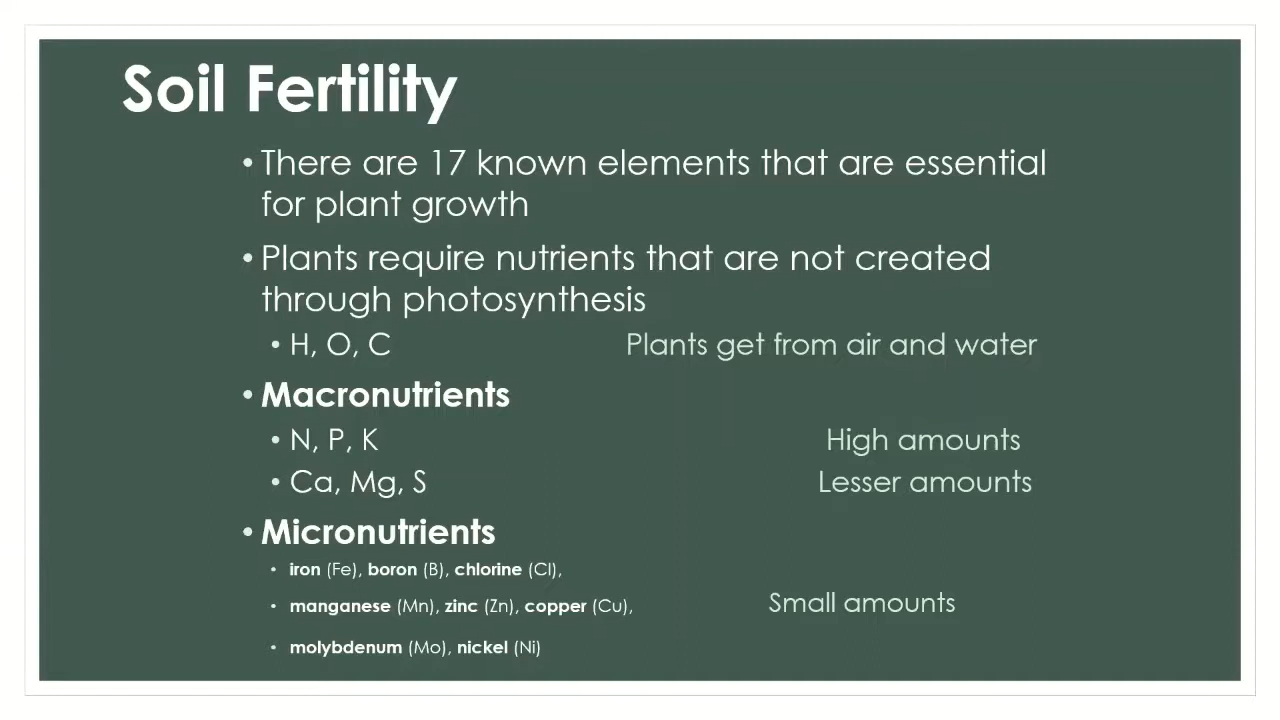 Soil Fertility
• There are 17 known elements that are essential
for plant growth
• Plants require nutrients that are not created
through photosynthesis
• H, O, C Plants get from air and water
• Macronutrients
• N, P, K High amounts
• Ca, Mg, S Lesser amounts
• Micronutrients
• iron (Fe), boron (B), chlorine (Cl),
• manganese (Mn), zinc (Zn), copper (Cu), Small amounts
• molybdenum (Mo), nickel (Ni)